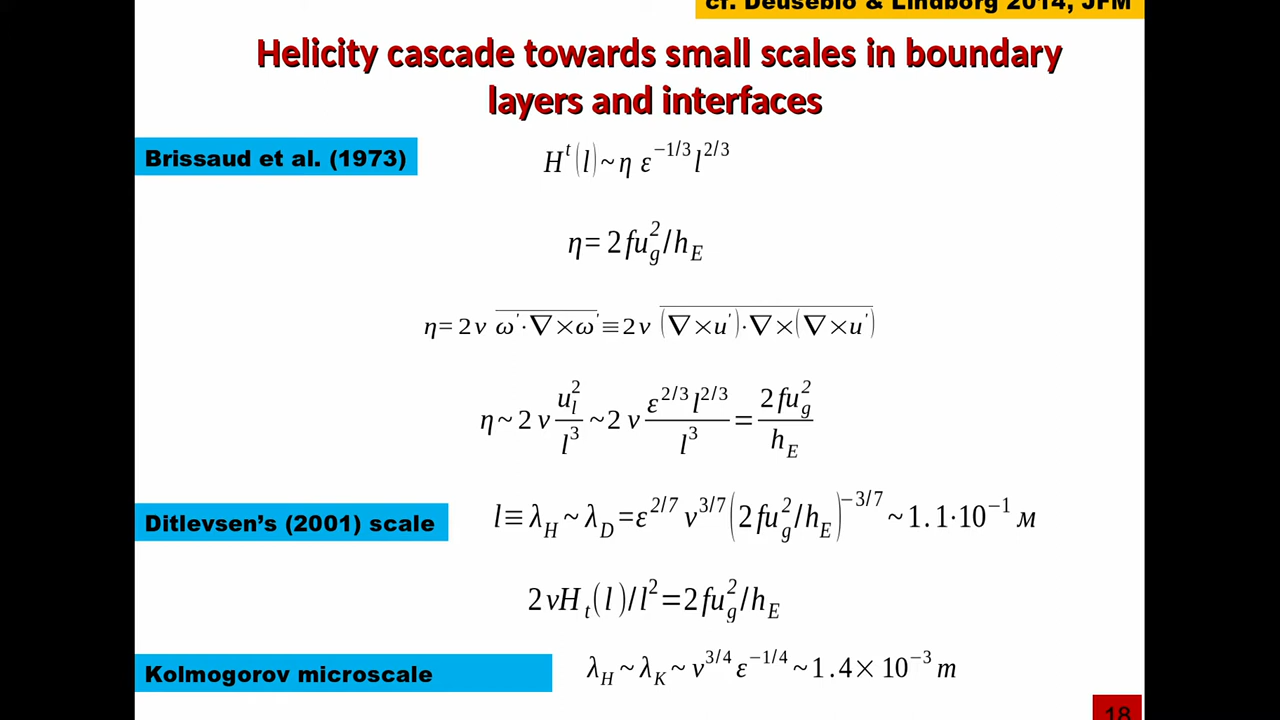 cf. Deusebio & Lindborg 2014, JFM
Helicity cascade towards small scales in boundary
layers and interfaces
Brissaud et al. (1973)
H^t(l) ~ η ε^{-1/3} l^{2/3}
η = 2fu_g^2/h_E
η = 2ν \overline{ω'·∇×ω'} ≡ 2ν \overline{(∇×u')·∇×(∇×u')}
η ~ 2ν u_l^2/l^3 ~ 2ν ε^{2/3} l^{2/3}/l^3 = 2fu_g^2/h_E
Ditlevsen's (2001) scale
l ≡ λ_H ~ λ_D = ε^{2/7} ν^{3/7} (2fu_g^2/h_E)^{-3/7} ~ 1.1·10^{-1} м
2νH_t(l)/l^2 = 2fu_g^2/h_E
Kolmogorov microscale
λ_H ~ λ_K ~ ν^{3/4} ε^{-1/4} ~ 1.4×10^{-3} m
18